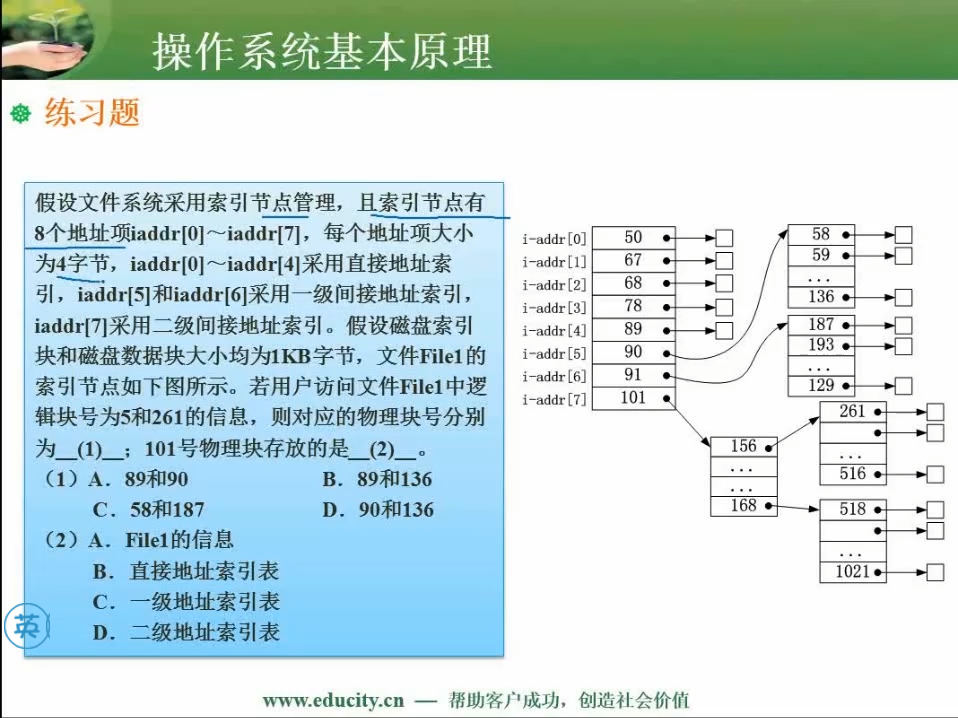 操作系统基本原理
练习题
假设文件系统采用索引节点管理，且索引节点有
8个地址项iaddr[0]～iaddr[7]，每个地址项大小
为4字节，iaddr[0]～iaddr[4]采用直接地址索
引，iaddr[5]和iaddr[6]采用一级间接地址索引，
iaddr[7]采用二级间接地址索引。假设磁盘索引
块和磁盘数据块大小均为1KB字节，文件File1的
索引节点如下图所示。若用户访问文件File1中逻
辑块号为5和261的信息，则对应的物理块号分别
为__(1)__；101号物理块存放的是__(2)__。
（1）A．89和90 B．89和136
C．58和187 D．90和136
（2）A．File1的信息
B．直接地址索引表
C．一级地址索引表
D．二级地址索引表
英
i-addr[0] 50
i-addr[1] 67
i-addr[2] 68
i-addr[3] 78
i-addr[4] 89
i-addr[5] 90
i-addr[6] 91
i-addr[7] 101
58
59
...
136
187
193
...
129
156
...
...
168
261
...
516
518
...
1021
www.educity.cn — 帮助客户成功，创造社会价值